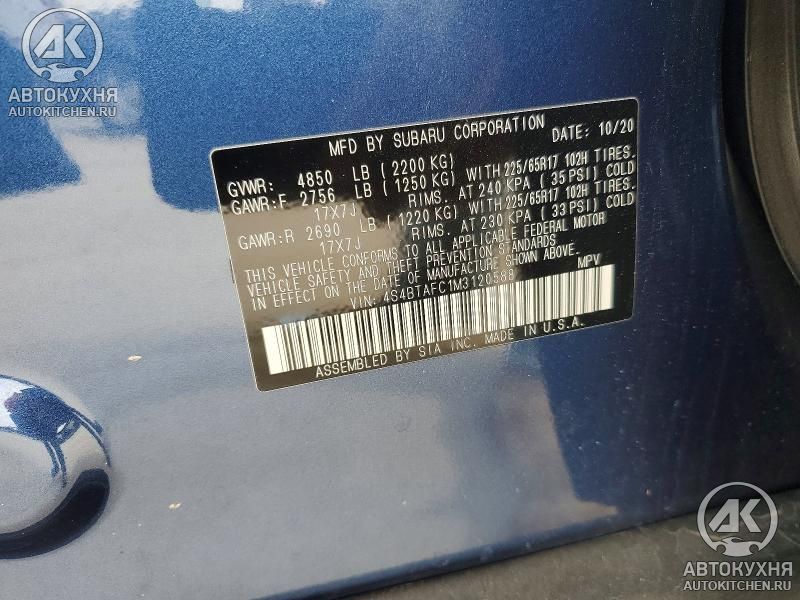 АК
АВТОКУХНЯ
AUTOKITCHEN.RU
MFD BY SUBARU CORPORATION DATE: 10/20
GVWR: 4850 LB (2200 KG)
GAWR:F 2756 LB (1250 KG) WITH 225/65R17 102H TIRES.
17X7J RIMS. AT 240 KPA (35 PSI) COLD
GAWR:R 2690 LB (1220 KG) WITH 225/65R17 102H TIRES.
17X7J RIMS. AT 230 KPA (33 PSI) COLD
THIS VEHICLE CONFORMS TO ALL APPLICABLE FEDERAL MOTOR
VEHICLE SAFETY AND THEFT PREVENTION STANDARDS
IN EFFECT ON THE DATE OF MANUFACTURE SHOWN ABOVE.
VIN: 4S4BTAFC1M3120588 MPV
ASSEMBLED BY SIA INC. MADE IN U.S.A.
АК
АВТОКУХНЯ
AUTOKITCHEN.RU